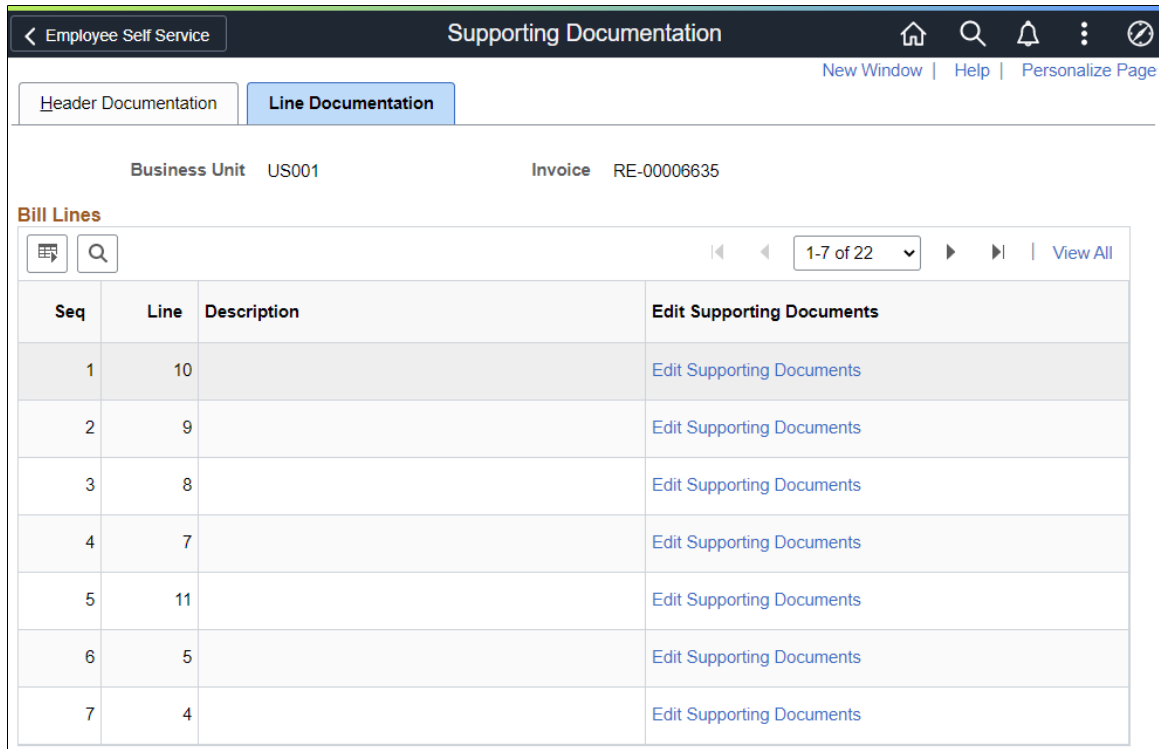 Employee Self Service Supporting Documentation
New Window | Help | Personalize Page
Header Documentation Line Documentation
Business Unit US001 Invoice RE-00006635
Bill Lines
1-7 of 22 | View All
Seq Line Description Edit Supporting Documents
1 10 Edit Supporting Documents
2 9 Edit Supporting Documents
3 8 Edit Supporting Documents
4 7 Edit Supporting Documents
5 11 Edit Supporting Documents
6 5 Edit Supporting Documents
7 4 Edit Supporting Documents